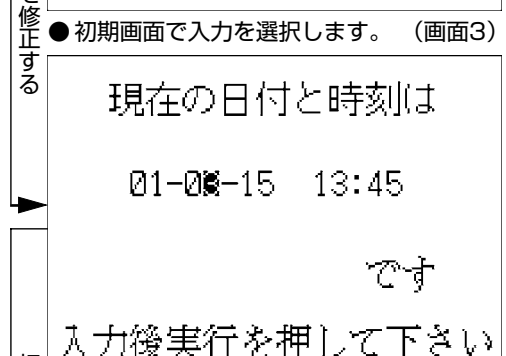 を修正する
●初期画面で入力を選択します。 （画面3）
現在の日付と時刻は
01-03-15 13:45
です
入力後実行を押して下さい